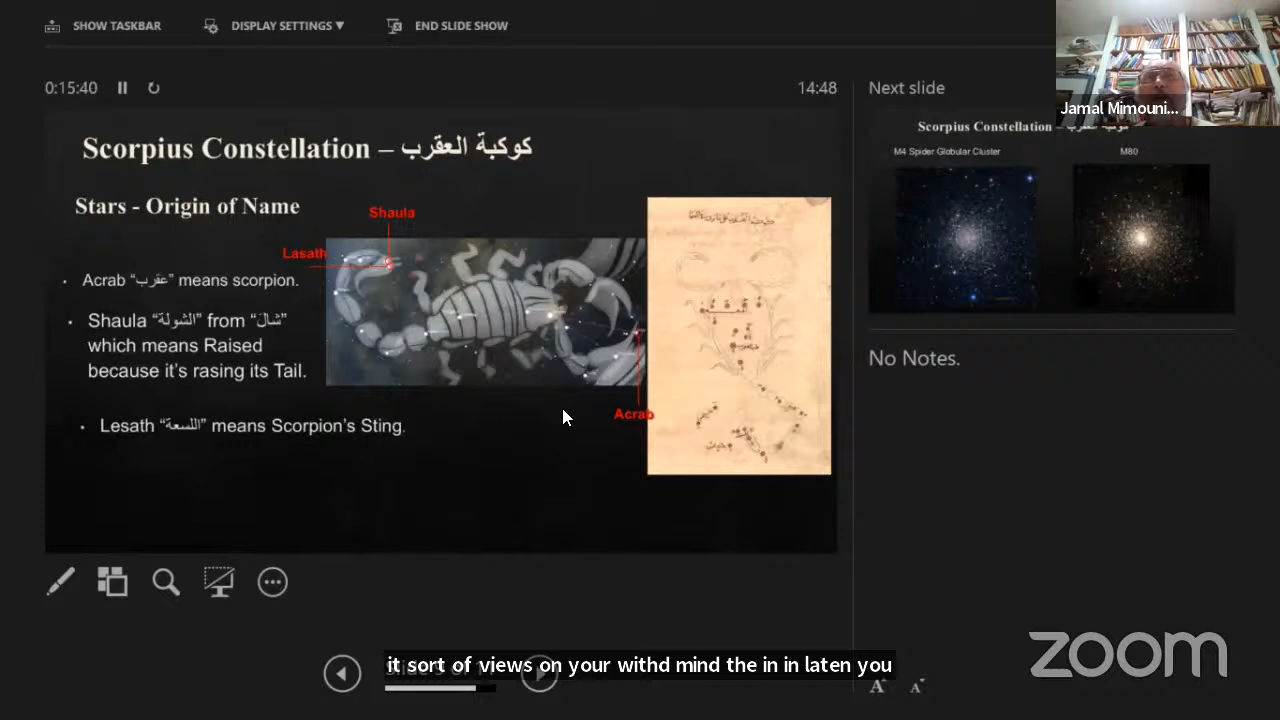 SHOW TASKBAR
DISPLAY SETTINGS ▼
END SLIDE SHOW
Jamal Mimouni...
0:15:40
14:48
Next slide
Scorpius Constellation – كوكبة العقرب
Stars - Origin of Name
Shaula
Lasath
• Acrab “عقرب” means scorpion.
• Shaula “الشولة” from “شالَ”
which means Raised
because it’s rasing its Tail.
Acrab
• Lesath “اللسعة” means Scorpion’s Sting.
Scorpius Constellation –
M4 Spider Globular Cluster
M80
No Notes.
it sort of views on your withd mind the in in laten you
zoom
A A